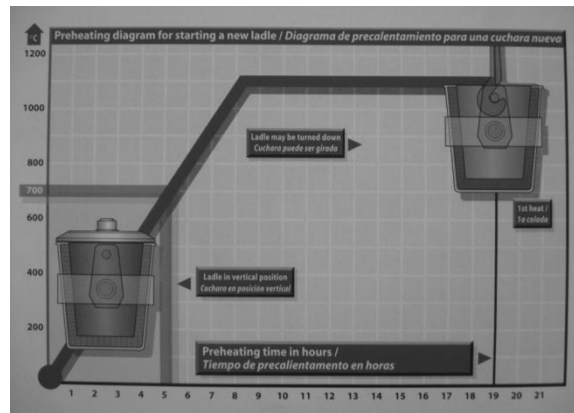 °C
Preheating diagram for starting a new ladle / Diagrama de precalentamiento para una cuchara nueva
1200
1000
800
700
600
400
200
Ladle may be turned down
Cuchara puede ser girada
1st heat /
1a colada
Ladle in vertical position
Cuchara en posición vertical
Preheating time in hours /
Tiempo de precalientamiento en horas
1 2 3 4 5 6 7 8 9 10 11 12 13 14 15 16 17 18 19 20 21